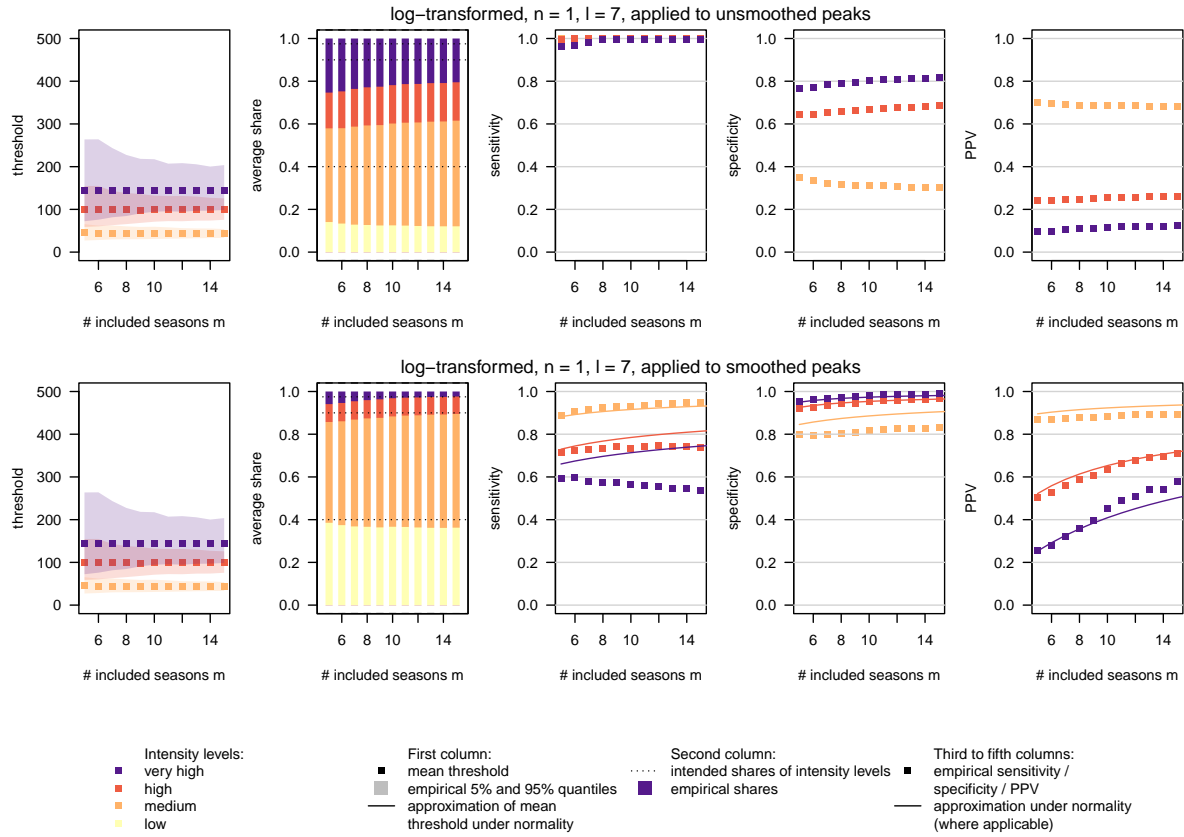 log−transformed, n = 1, l = 7, applied to unsmoothed peaks
threshold
500
400
300
200
100
0
6 8 10 14
# included seasons m
average share
1.0
0.8
0.6
0.4
0.2
0.0
6 8 10 14
# included seasons m
sensitivity
1.0
0.8
0.6
0.4
0.2
0.0
6 8 10 14
# included seasons m
specificity
1.0
0.8
0.6
0.4
0.2
0.0
6 8 10 14
# included seasons m
PPV
1.0
0.8
0.6
0.4
0.2
0.0
6 8 10 14
# included seasons m
log−transformed, n = 1, l = 7, applied to smoothed peaks
threshold
500
400
300
200
100
0
6 8 10 14
# included seasons m
average share
1.0
0.8
0.6
0.4
0.2
0.0
6 8 10 14
# included seasons m
sensitivity
1.0
0.8
0.6
0.4
0.2
0.0
6 8 10 14
# included seasons m
specificity
1.0
0.8
0.6
0.4
0.2
0.0
6 8 10 14
# included seasons m
PPV
1.0
0.8
0.6
0.4
0.2
0.0
6 8 10 14
# included seasons m
Intensity levels:
very high
high
medium
low
First column:
mean threshold
empirical 5% and 95% quantiles
approximation of mean
threshold under normality
Second column:
intended shares of intensity levels
empirical shares
Third to fifth columns:
empirical sensitivity /
specificity / PPV
approximation under normality
(where applicable)